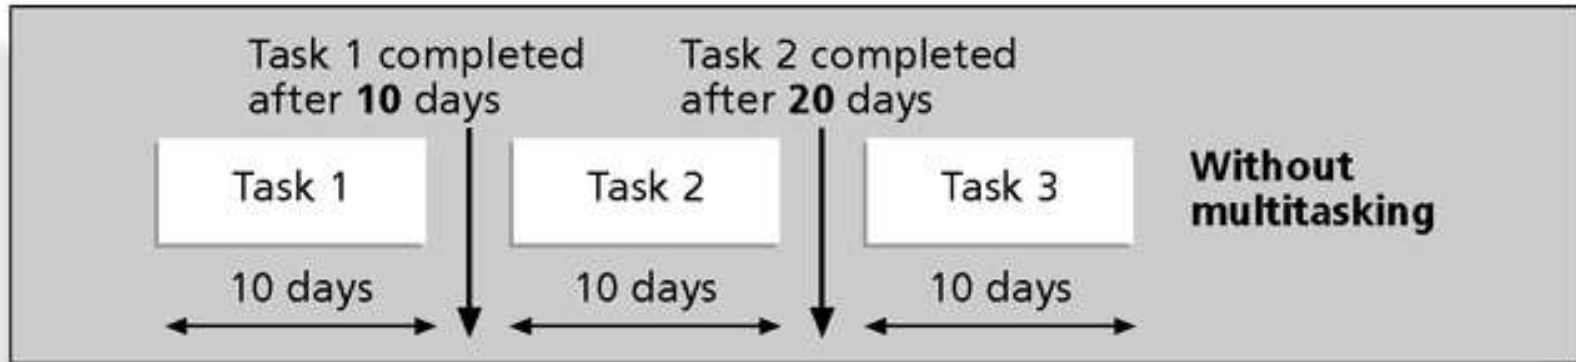 Task 1 completed
after 10 days
Task 2 completed
after 20 days
Task 1
Task 2
Task 3
Without
multitasking
10 days
10 days
10 days